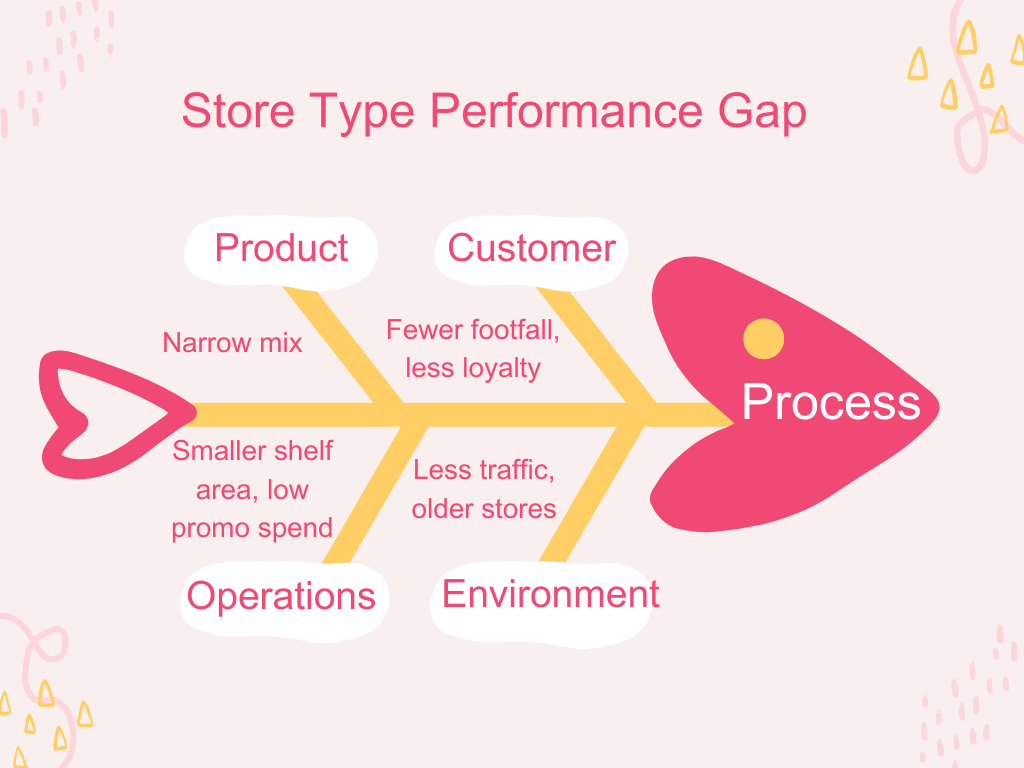 Store Type Performance Gap
Product
Customer
Narrow mix
Fewer footfall,
less loyalty
Process
Smaller shelf
area, low
promo spend
Less traffic,
older stores
Operations
Environment